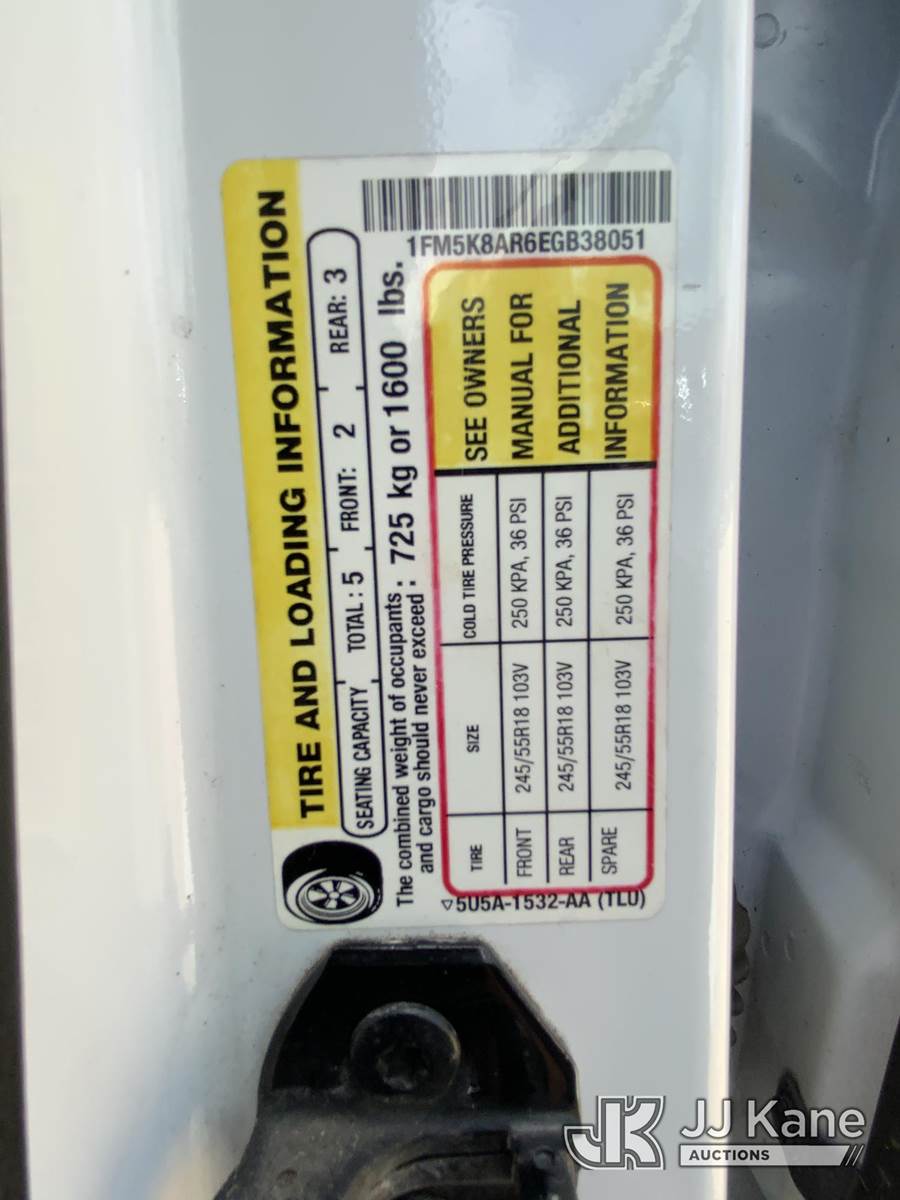 TIRE AND LOADING INFORMATION
SEATING CAPACITY TOTAL : 5 FRONT: 2 REAR: 3
The combined weight of occupants
and cargo should never exceed : 725 kg or 1600 lbs.
1FM5K8AR6EGB38051
TIRE SIZE COLD TIRE PRESSURE
FRONT 245/55R18 103V 250 KPA, 36 PSI
REAR 245/55R18 103V 250 KPA, 36 PSI
SPARE 245/55R18 103V 250 KPA, 36 PSI
SEE OWNERS
MANUAL FOR
ADDITIONAL
INFORMATION
5U5A-1532-AA (TLU)
JK JJ Kane
AUCTIONS